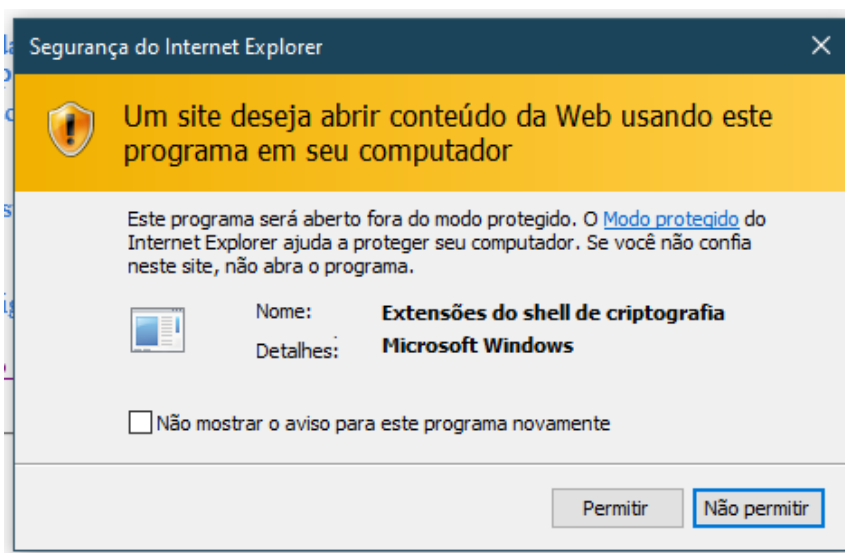 Segurança do Internet Explorer
Um site deseja abrir conteúdo da Web usando este
programa em seu computador
Este programa será aberto fora do modo protegido. O Modo protegido do
Internet Explorer ajuda a proteger seu computador. Se você não confia
neste site, não abra o programa.
Nome: Extensões do shell de criptografia
Detalhes: Microsoft Windows
Não mostrar o aviso para este programa novamente
Permitir Não permitir